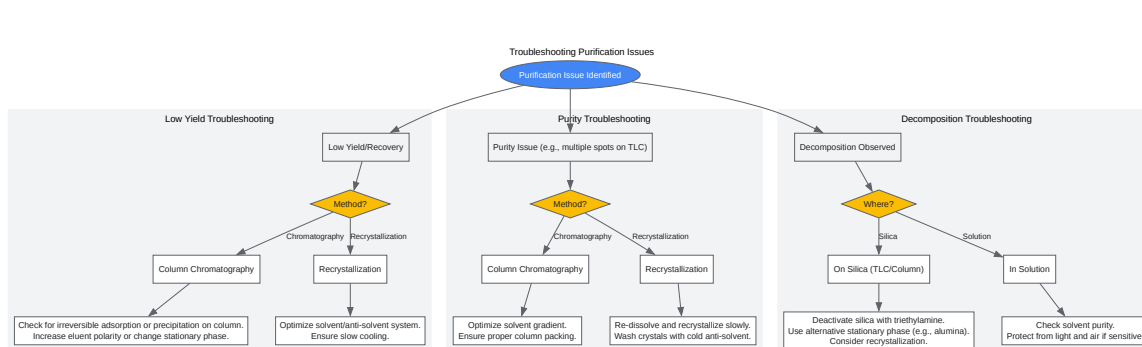 Troubleshooting Purification Issues
Purification Issue Identified
Low Yield Troubleshooting
Purity Troubleshooting
Decomposition Troubleshooting
Low Yield/Recovery
Purity Issue (e.g., multiple spots on TLC)
Decomposition Observed
Method?
Method?
Where?
Chromatography
Recrystallization
Chromatography
Recrystallization
Silica
Solution
Column Chromatography
Recrystallization
Column Chromatography
Recrystallization
On Silica (TLC/Column)
In Solution
Check for irreversible adsorption or precipitation on column.
Increase eluent polarity or change stationary phase.
Optimize solvent/anti-solvent system.
Ensure slow cooling.
Optimize solvent gradient.
Ensure proper column packing.
Re-dissolve and recrystallize slowly.
Wash crystals with cold anti-solvent.
Deactivate silica with triethylamine.
Use alternative stationary phase (e.g., alumina).
Consider recrystallization.
Check solvent purity.
Protect from light and air if sensitive